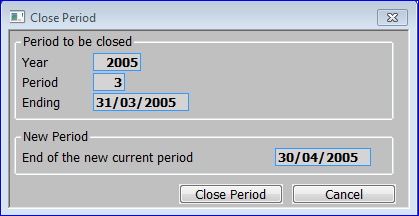 Close Period
Period to be closed
Year 2005
Period 3
Ending 31/03/2005
New Period
End of the new current period 30/04/2005
Close Period Cancel